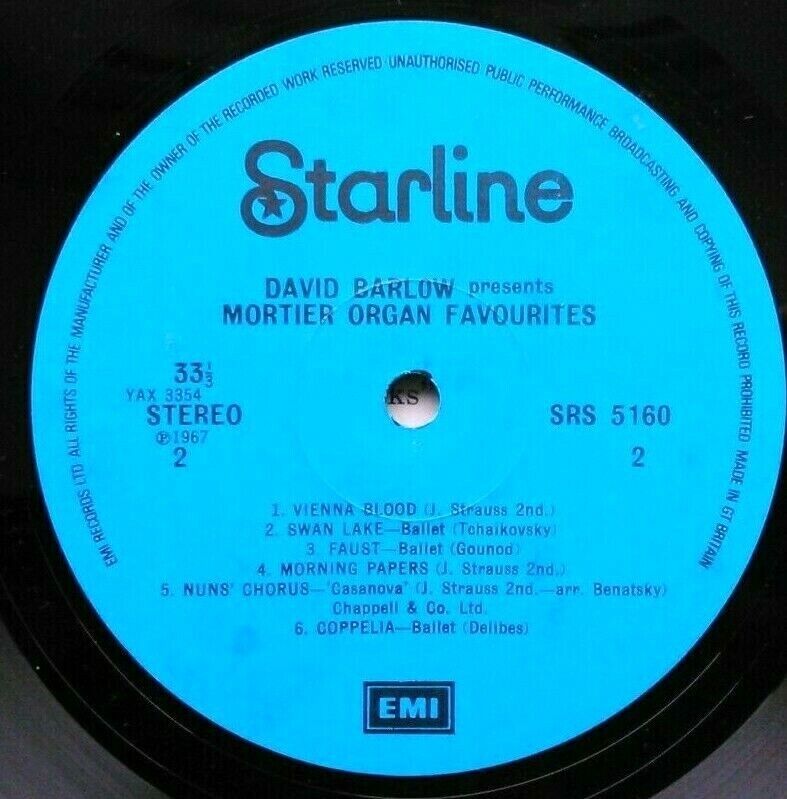 EMI RECORDS LTD ALL RIGHTS OF THE MANUFACTURER AND OF THE OWNER OF THE RECORDED WORK RESERVED · UNAUTHORISED PUBLIC PERFORMANCE BROADCASTING AND COPYING OF THIS RECORD PROHIBITED MADE IN GT BRITAIN
Starline
DAVID BARLOW presents
MORTIER ORGAN FAVOURITES
33⅓
YAX 3354
STEREO
℗1967
2
ks
SRS 5160
2
1. VIENNA BLOOD (J. Strauss 2nd.)
2. SWAN LAKE—Ballet (Tchaikovsky)
3. FAUST—Ballet (Gounod)
4. MORNING PAPERS (J. Strauss 2nd.)
5. NUNS' CHORUS—'Casanova' (J. Strauss 2nd.—arr. Benatsky)
Chappell & Co. Ltd.
6. COPPELIA—Ballet (Delibes)
EMI